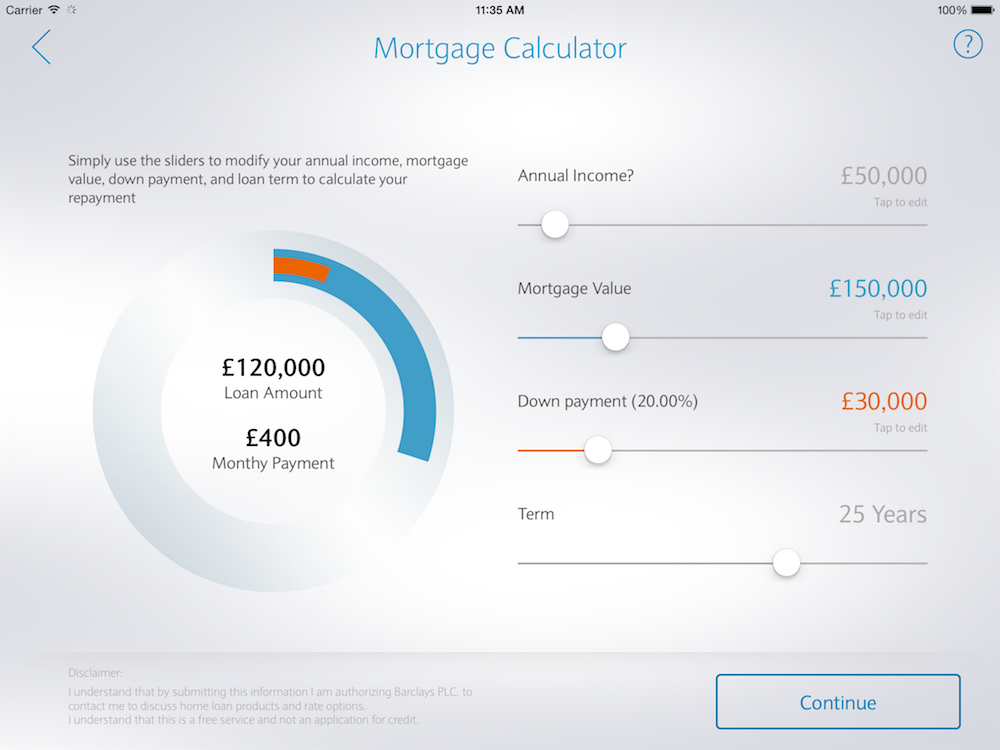 Carrier 11:35 AM 100%
Mortgage Calculator
?
Simply use the sliders to modify your annual income, mortgage
value, down payment, and loan term to calculate your
repayment
£120,000
Loan Amount
£400
Monthy Payment
Annual Income?
£50,000
Tap to edit
Mortgage Value
£150,000
Tap to edit
Down payment (20.00%)
£30,000
Tap to edit
Term
25 Years
Disclaimer:
I understand that by submitting this information I am authorizing Barclays PLC. to
contact me to discuss home loan products and rate options.
I understand that this is a free service and not an application for credit.
Continue